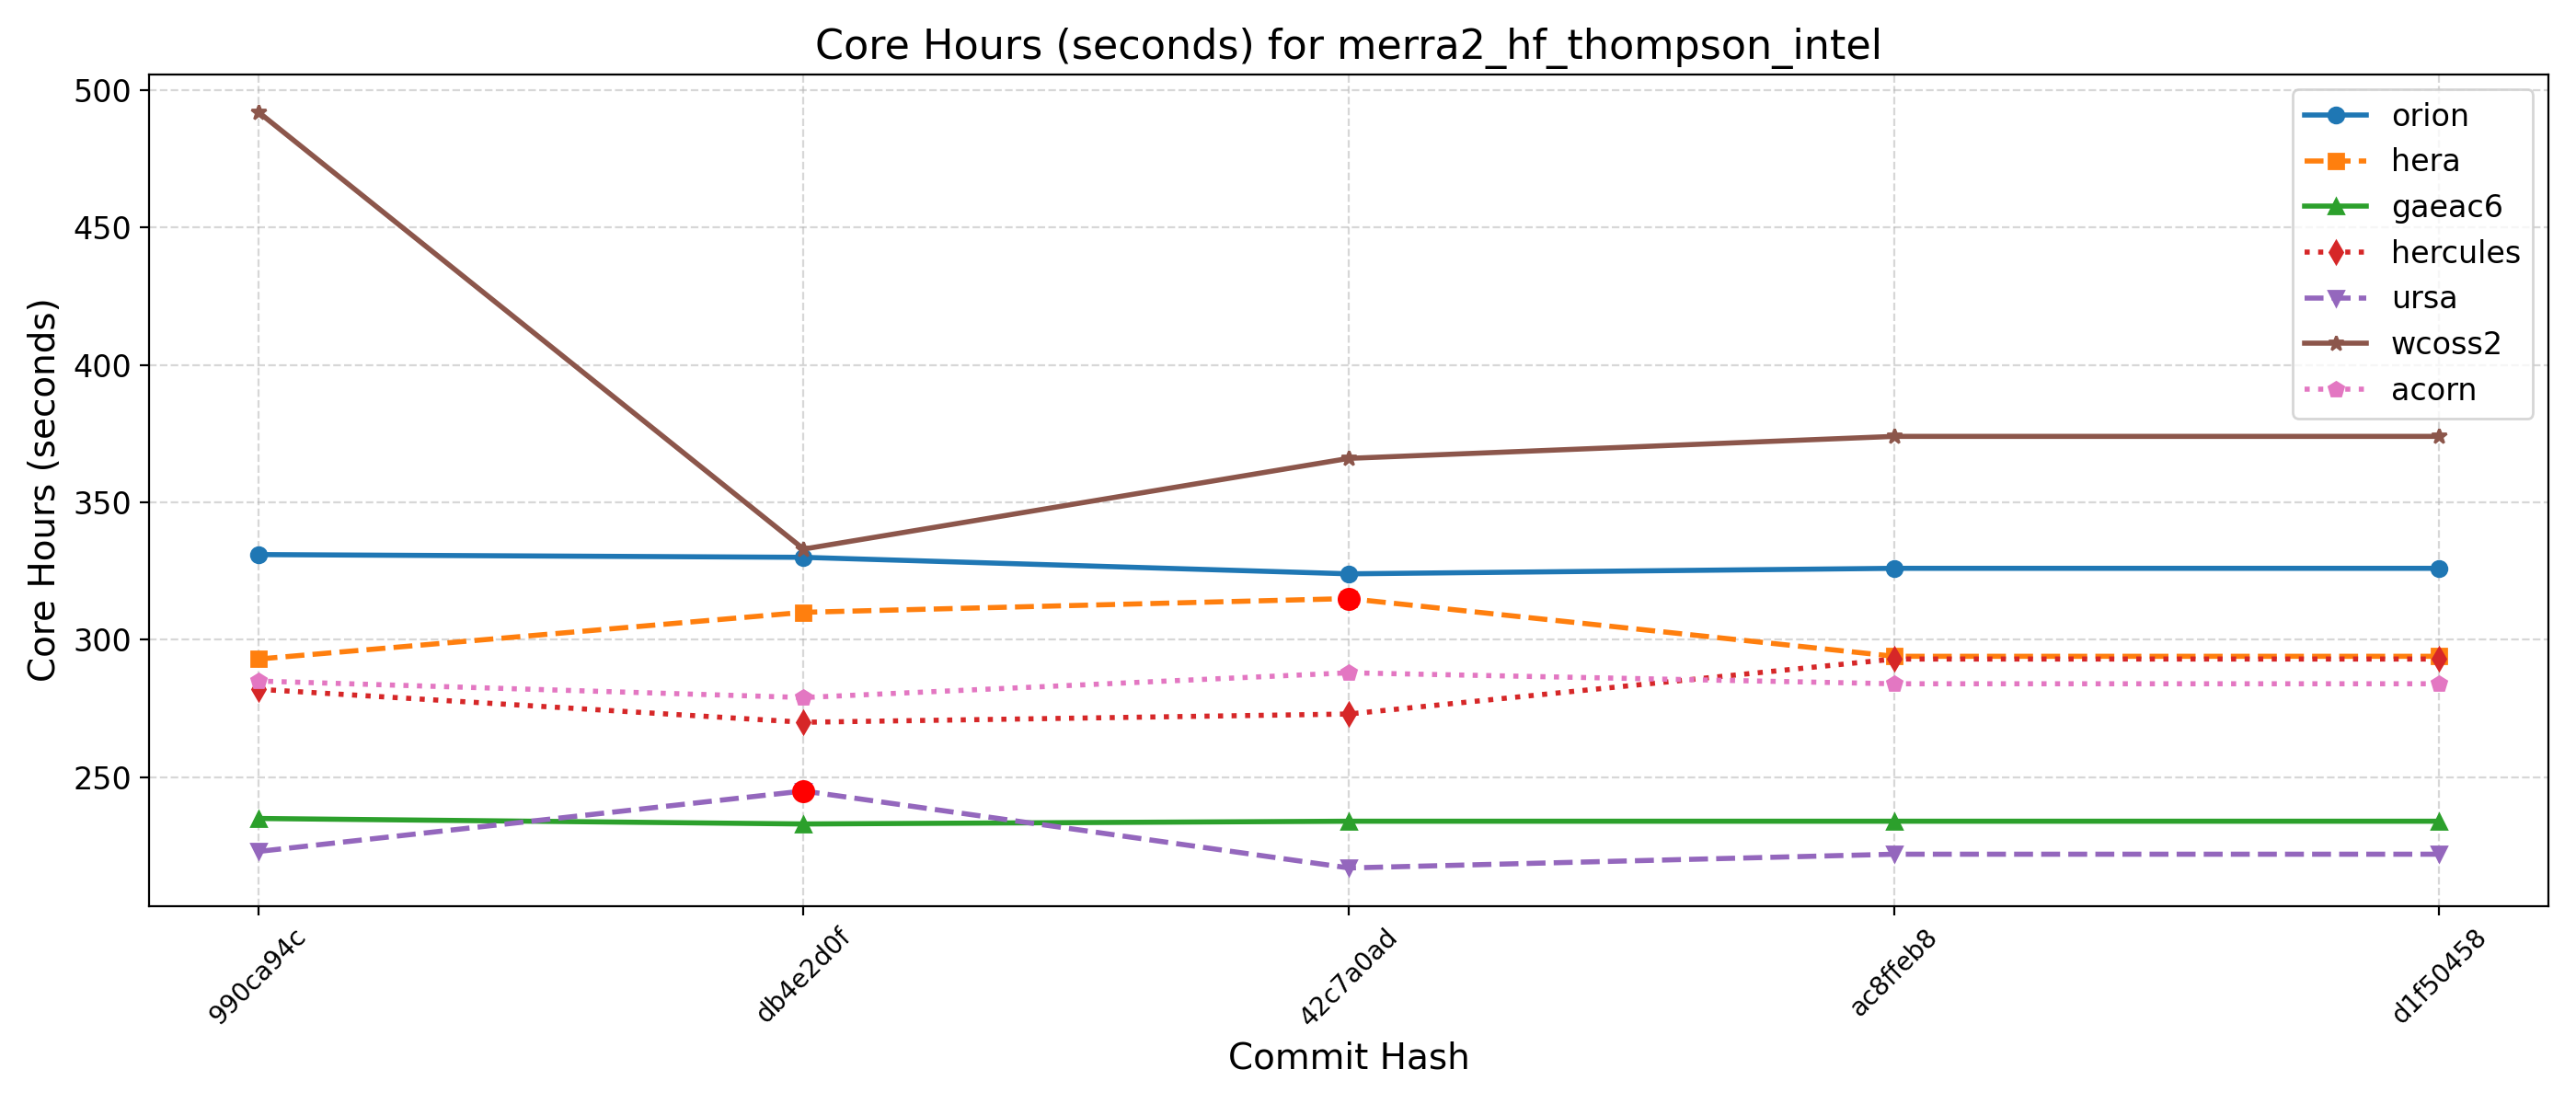 Core Hours (seconds) for merra2_hf_thompson_intel
Core Hours (seconds)
500
450
400
350
300
250
orion
hera
gaeac6
hercules
ursa
wcoss2
acorn
990ca94c
db4e2d0f
42c7a0ad
ac8ffeb8
d1f50458
Commit Hash